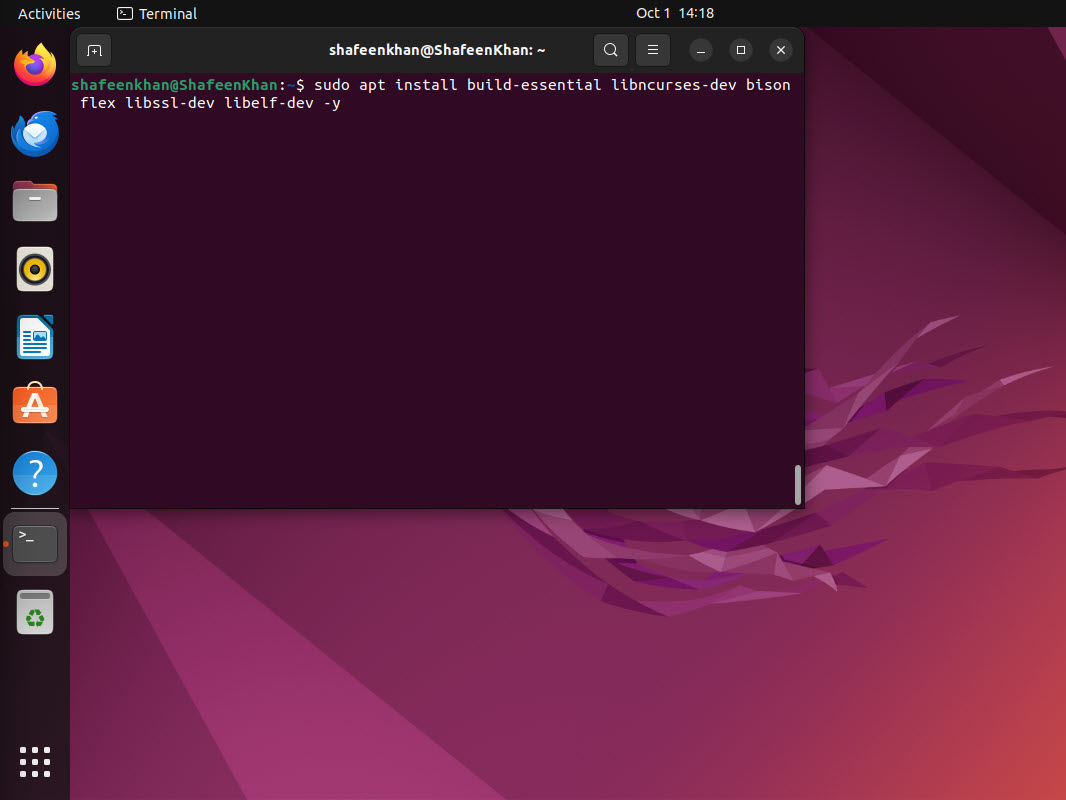 Activities Terminal Oct 1 14:18
shafeenkhan@ShafeenKhan: ~
shafeenkhan@ShafeenKhan:~$ sudo apt install build-essential libncurses-dev bison
flex libssl-dev libelf-dev -y